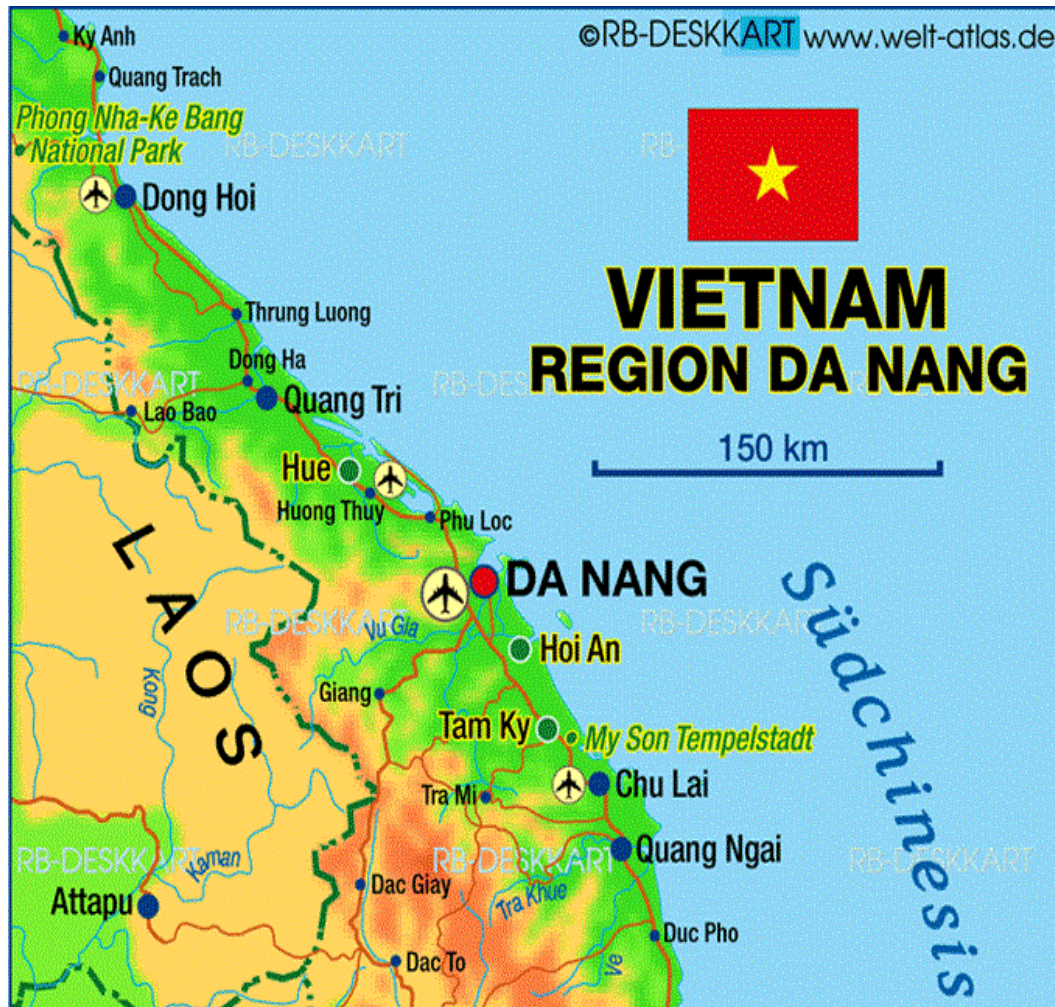 Ky Anh
©RB-DESKKART www.welt-atlas.de
Quang Trach
Phong Nha-Ke Bang
National Park
RB-DESKKART
RB-
Dong Hoi
VIETNAM
REGION DA NANG
Thrung Luong
Dong Ha
RB-DESKKART
Quang Tri
Lao Bao
150 km
Hue
Huong Thuy
Phu Loc
LAOS
DA NANG
Südchinesis
RB-DESKKART
RB-DESKKART
Vu Gia
Hoi An
Kong
Giang
Tam Ky
My Son Tempelstadt
Tra Mi
Chu Lai
RB-DESKKART
RB-DESKKART
RB-DESKKART
Quang Ngai
Kaman
Attapu
Dac Giay
Tra Khue
Duc Pho
Dac To
Ve